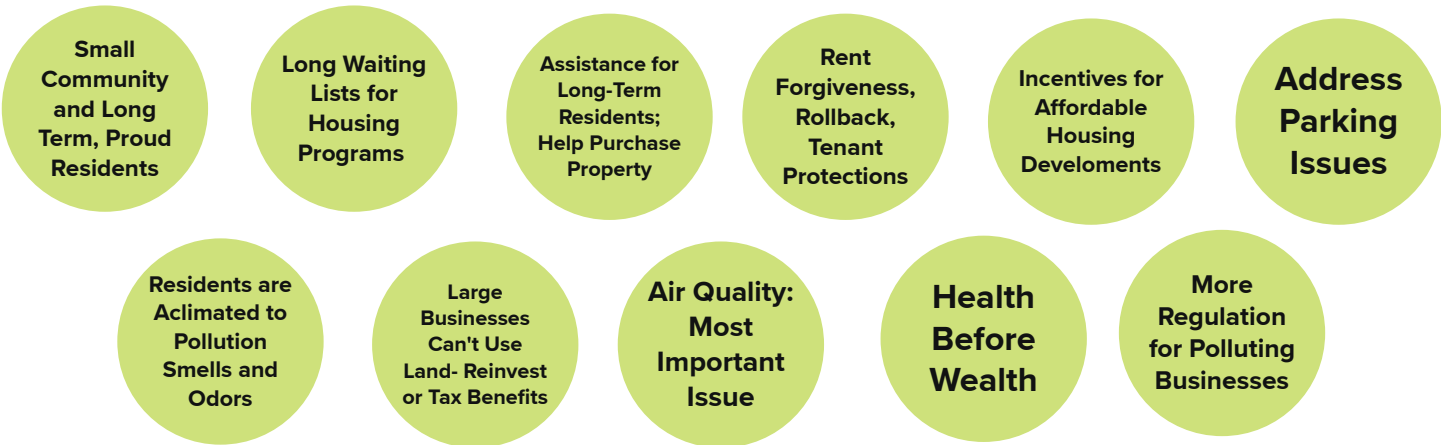 Small
Community
and Long
Term, Proud
Residents
Long Waiting
Lists for
Housing
Programs
Assistance for
Long-Term
Residents;
Help Purchase
Property
Rent
Forgiveness,
Rollback,
Tenant
Protections
Incentives for
Affordable
Housing
Develoments
Address
Parking
Issues
Residents are
Aclimated to
Pollution
Smells and
Odors
Large
Businesses
Can't Use
Land- Reinvest
or Tax Benefits
Air Quality:
Most
Important
Issue
Health
Before
Wealth
More
Regulation
for Polluting
Businesses